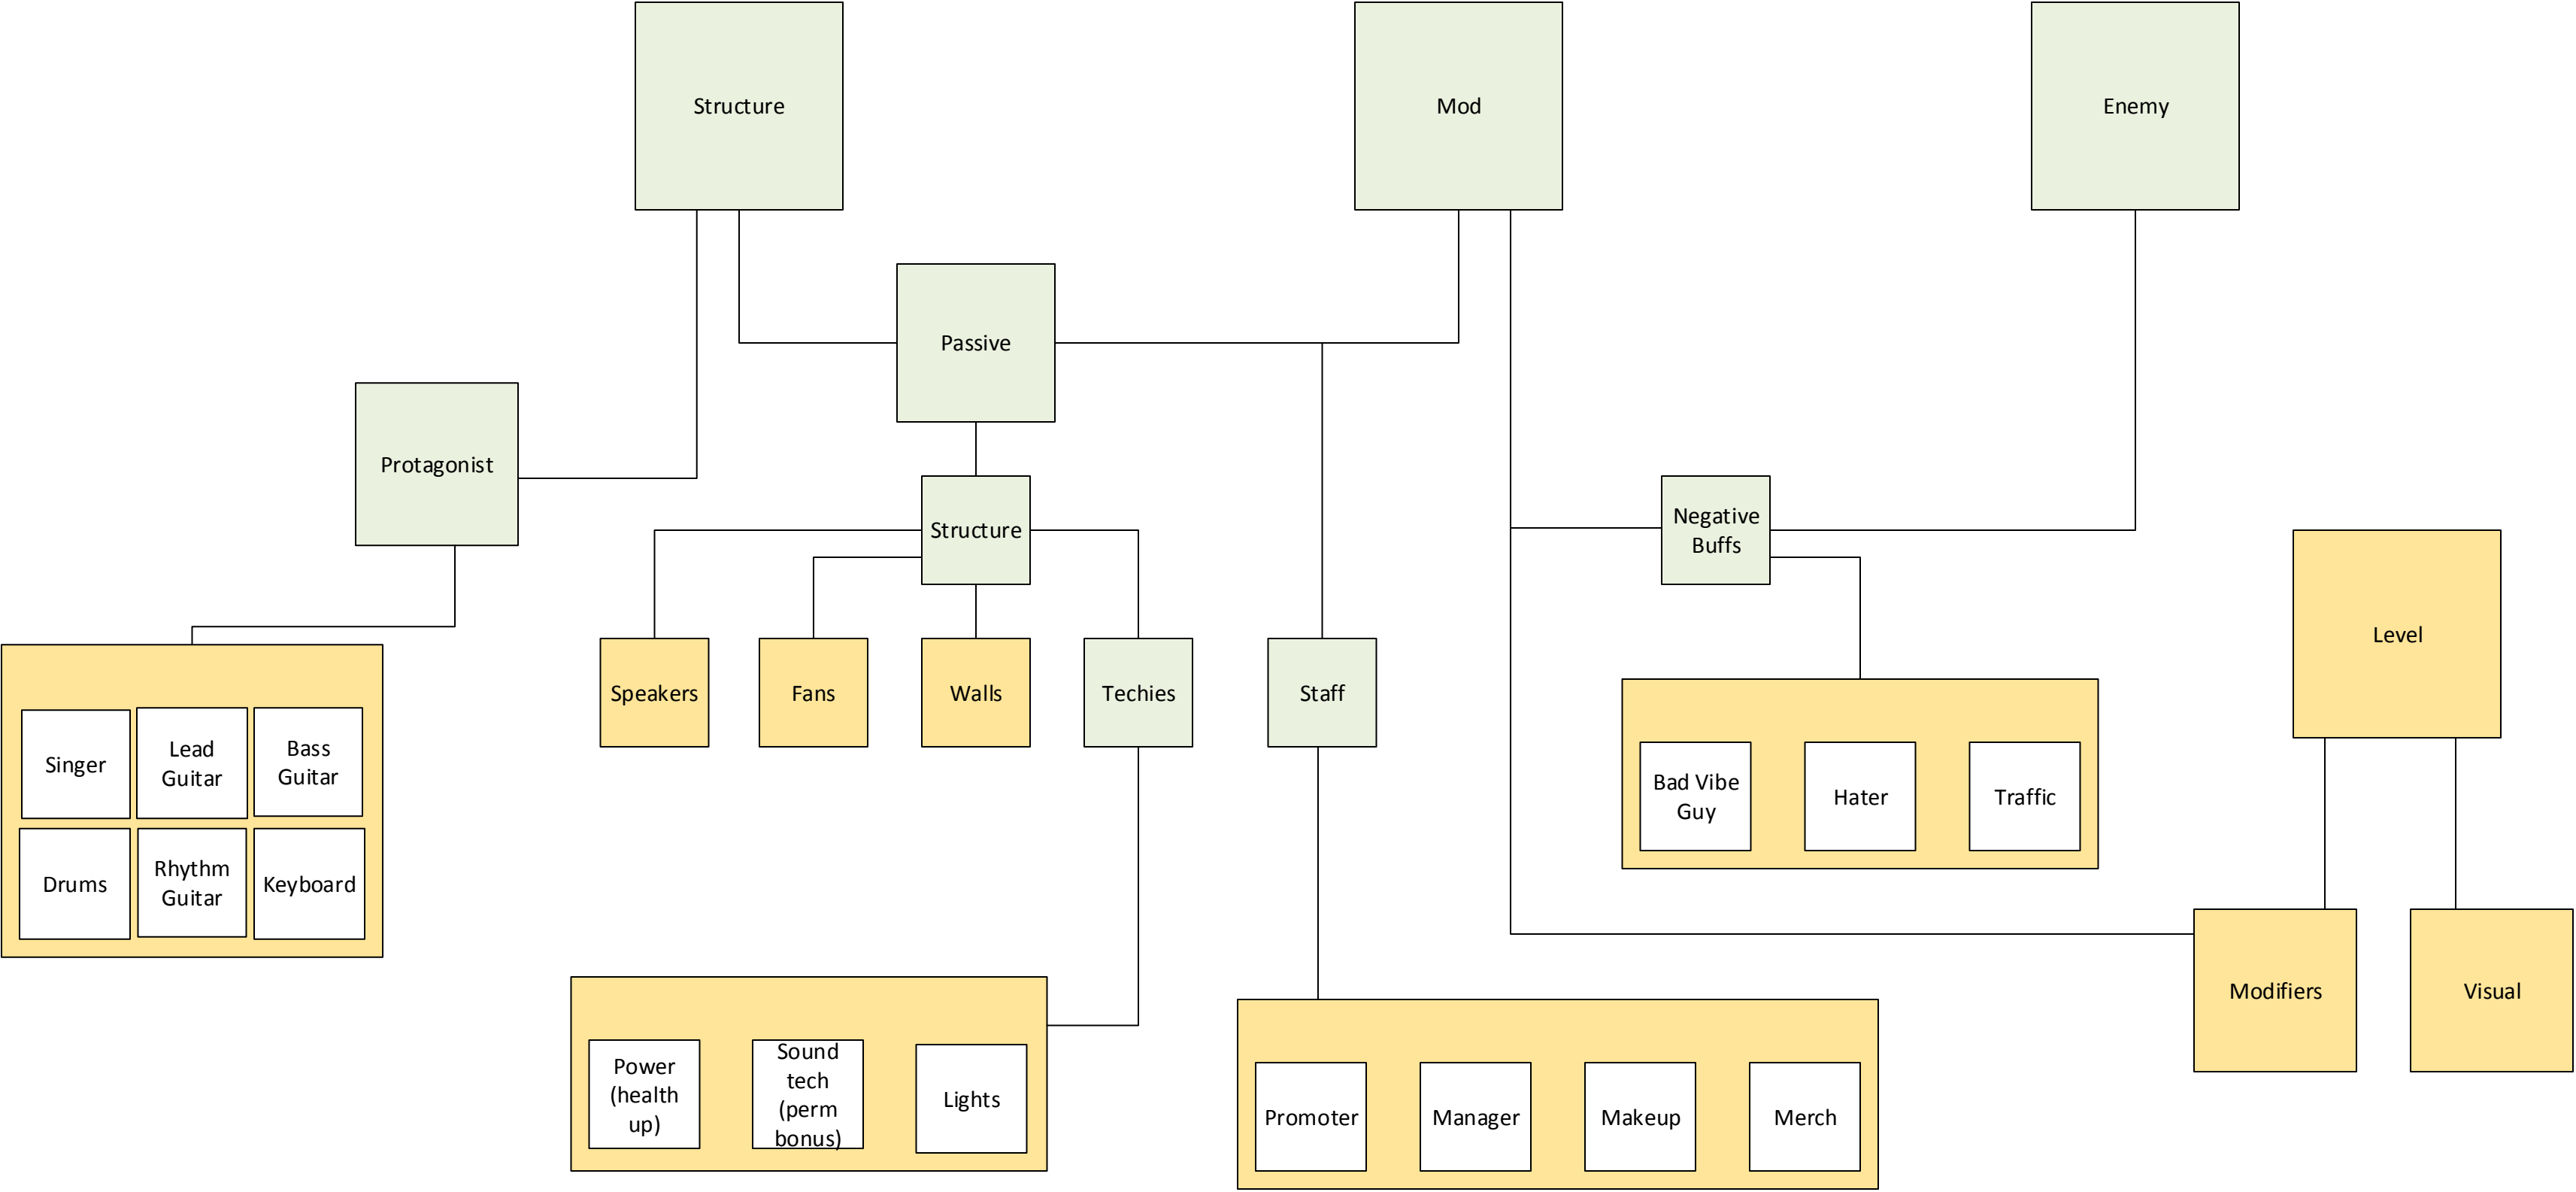 Structure
Mod
Enemy
Passive
Protagonist
Structure
Negative
Buffs
Level
Speakers
Fans
Walls
Techies
Staff
Singer
Lead
Guitar
Bass
Guitar
Drums
Rhythm
Guitar
Keyboard
Bad Vibe
Guy
Hater
Traffic
Modifiers
Visual
Power
(health
up)
Sound
tech
(perm
bonus)
Lights
Promoter
Manager
Makeup
Merch